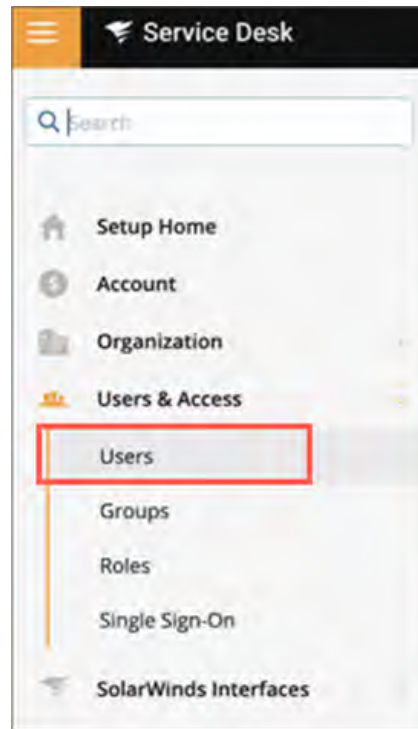 Service Desk
Search
Setup Home
Account
Organization
Users & Access
Users
Groups
Roles
Single Sign-On
SolarWinds Interfaces